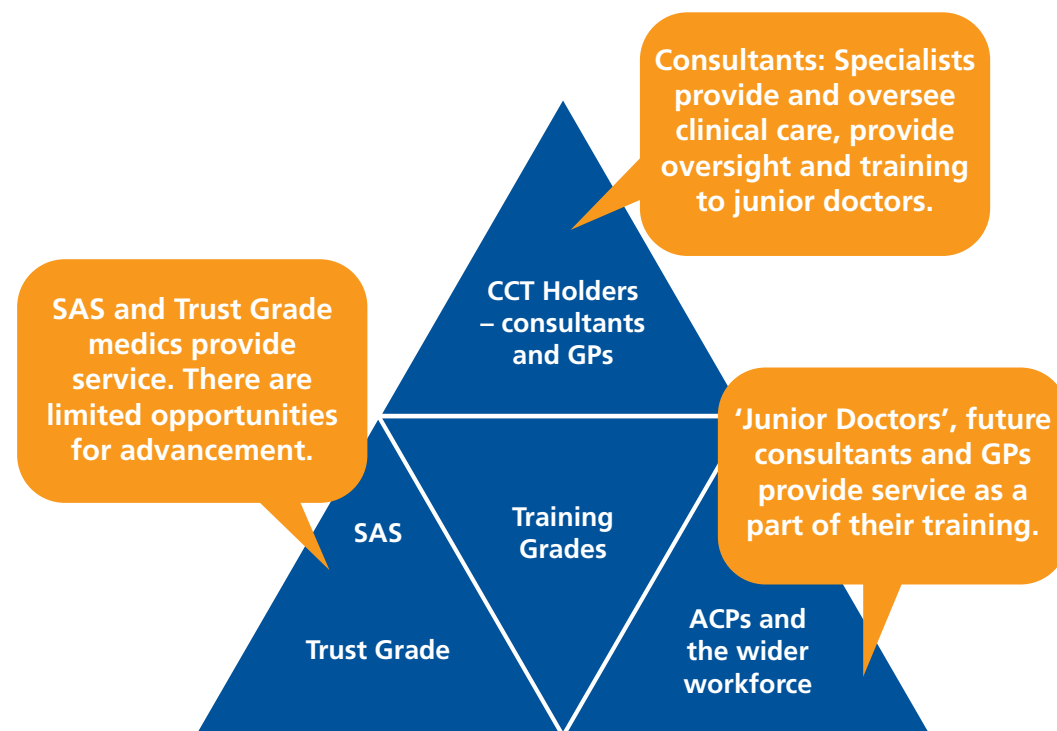 Consultants: Specialists
provide and oversee
clinical care, provide
oversight and training
to junior doctors.
CCT Holders
– consultants
and GPs
SAS and Trust Grade
medics provide
service. There are
limited opportunities
for advancement.
‘Junior Doctors’, future
consultants and GPs
provide service as a
part of their training.
SAS
Trust Grade
Training
Grades
ACPs and
the wider
workforce